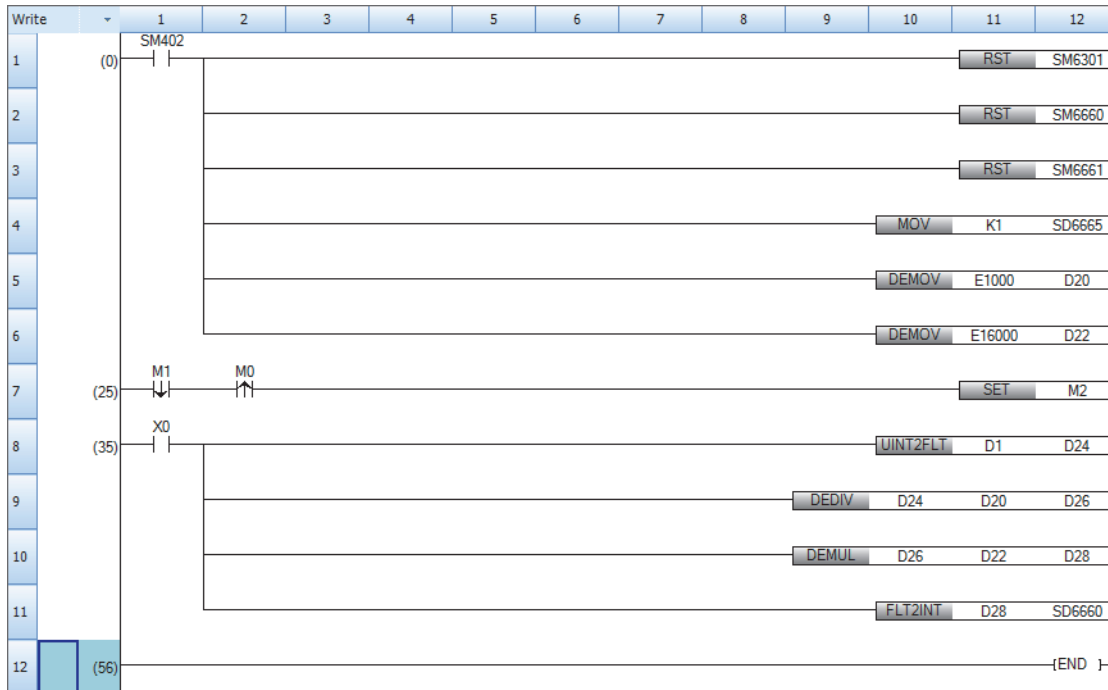 Write 1 2 3 4 5 6 7 8 9 10 11 12
SM402
1 (0) RST SM6301
2 RST SM6660
3 RST SM6661
4 MOV K1 SD6665
5 DEMOV E1000 D20
6 DEMOV E16000 D22
M1 M0
7 (25) SET M2
X0
8 (35) UINT2FLT D1 D24
9 DEDIV D24 D20 D26
10 DEMUL D26 D22 D28
11 FLT2INT D28 SD6660
12 (56) {END }